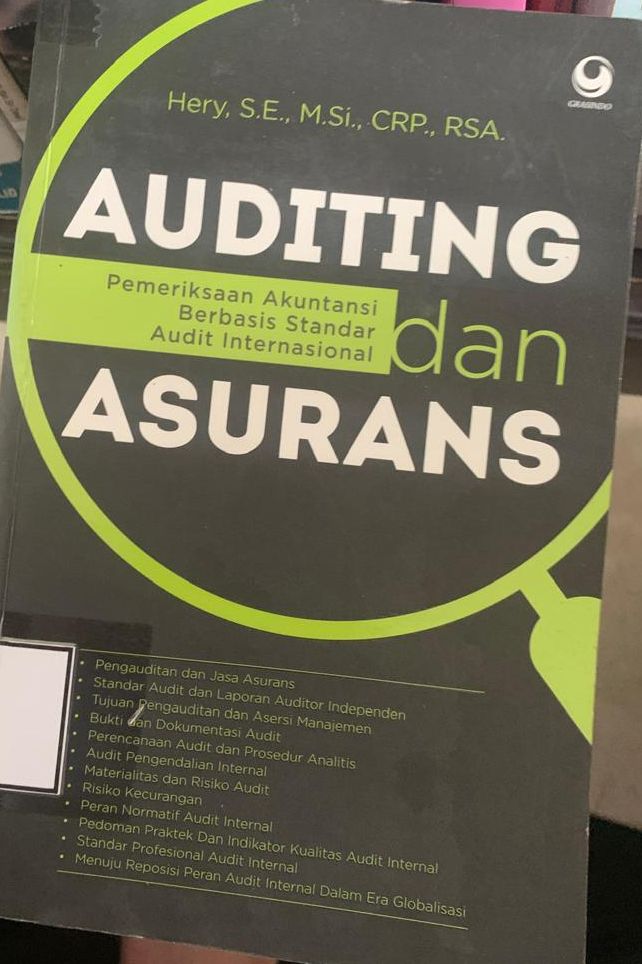 Hery, S.E., M.Si., CRP., RSA.
GRASINDO
AUDITING
Pemeriksaan Akuntansi
Berbasis Standar
Audit Internasional
dan
ASURANS
• Pengauditan dan Jasa Asurans
• Standar Audit dan Laporan Auditor Independen
• Tujuan Pengauditan dan Asersi Manajemen
• Bukti dan Dokumentasi Audit
• Perencanaan Audit dan Prosedur Analitis
• Audit Pengendalian Internal
• Materialitas dan Risiko Audit
• Risiko Kecurangan
• Peran Normatif Audit Internal
• Pedoman Praktek Dan Indikator Kualitas Audit Internal
• Standar Profesional Audit Internal
• Menuju Reposisi Peran Audit Internal Dalam Era Globalisasi